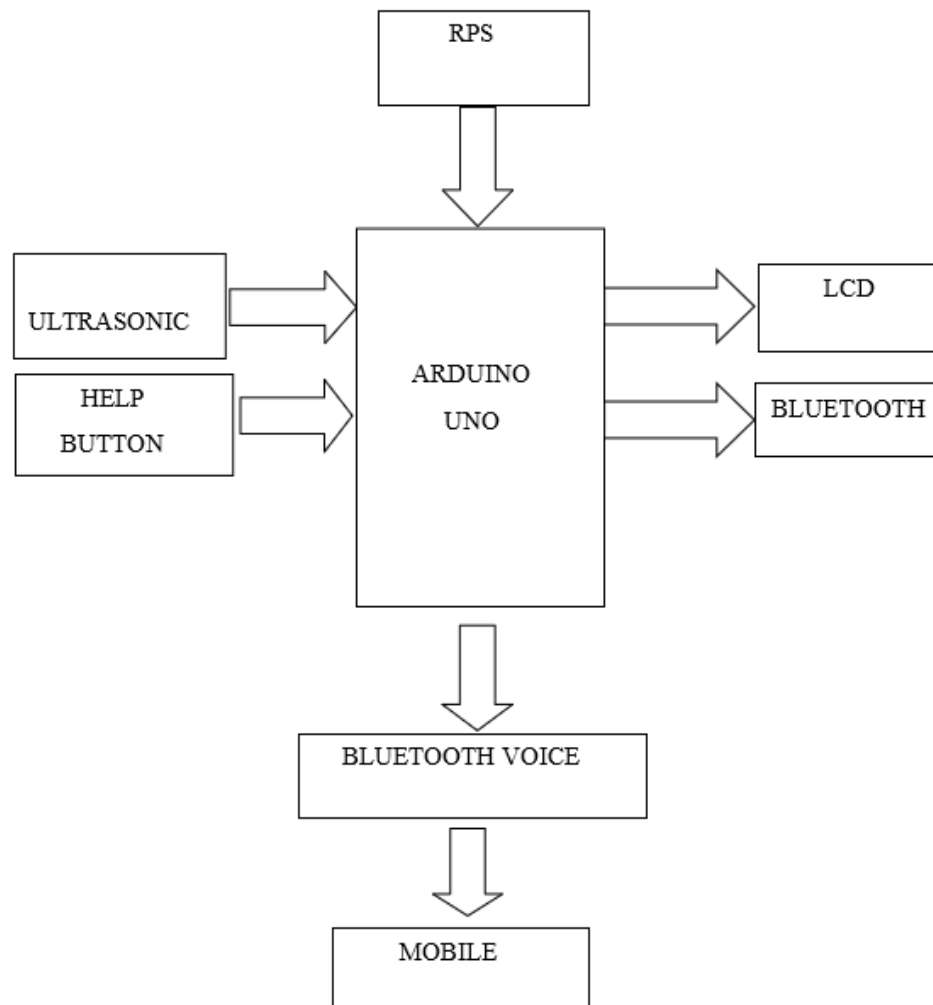 RPS
ULTRASONIC
HELP
BUTTON
ARDUINO
UNO
LCD
BLUETOOTH
BLUETOOTH VOICE
MOBILE